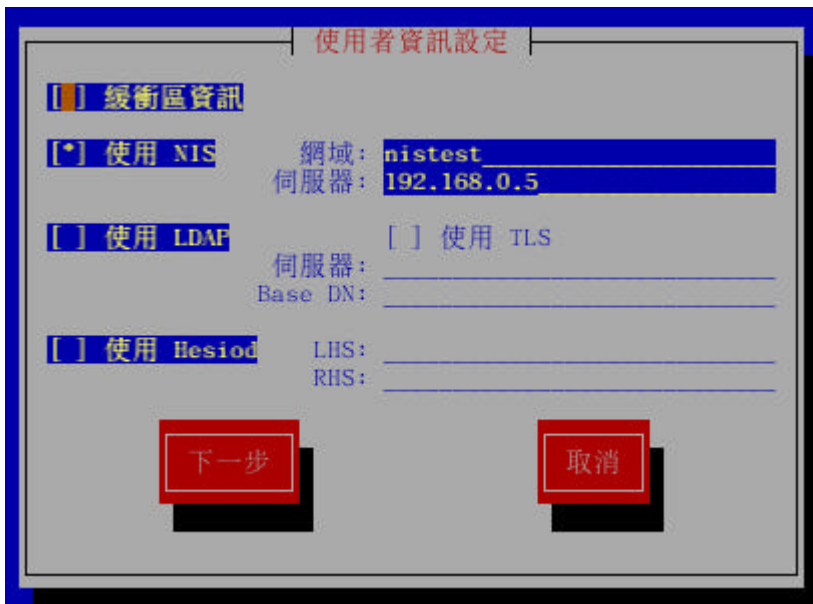 使用者資訊設定
[ ] 緩衝區資訊
[*] 使用 NIS 網域: nistest
伺服器: 192.168.0.5
[ ] 使用 LDAP [ ] 使用 TLS
伺服器:
Base DN:
[ ] 使用 Hesiod LHS:
RHS:
下一步 取消